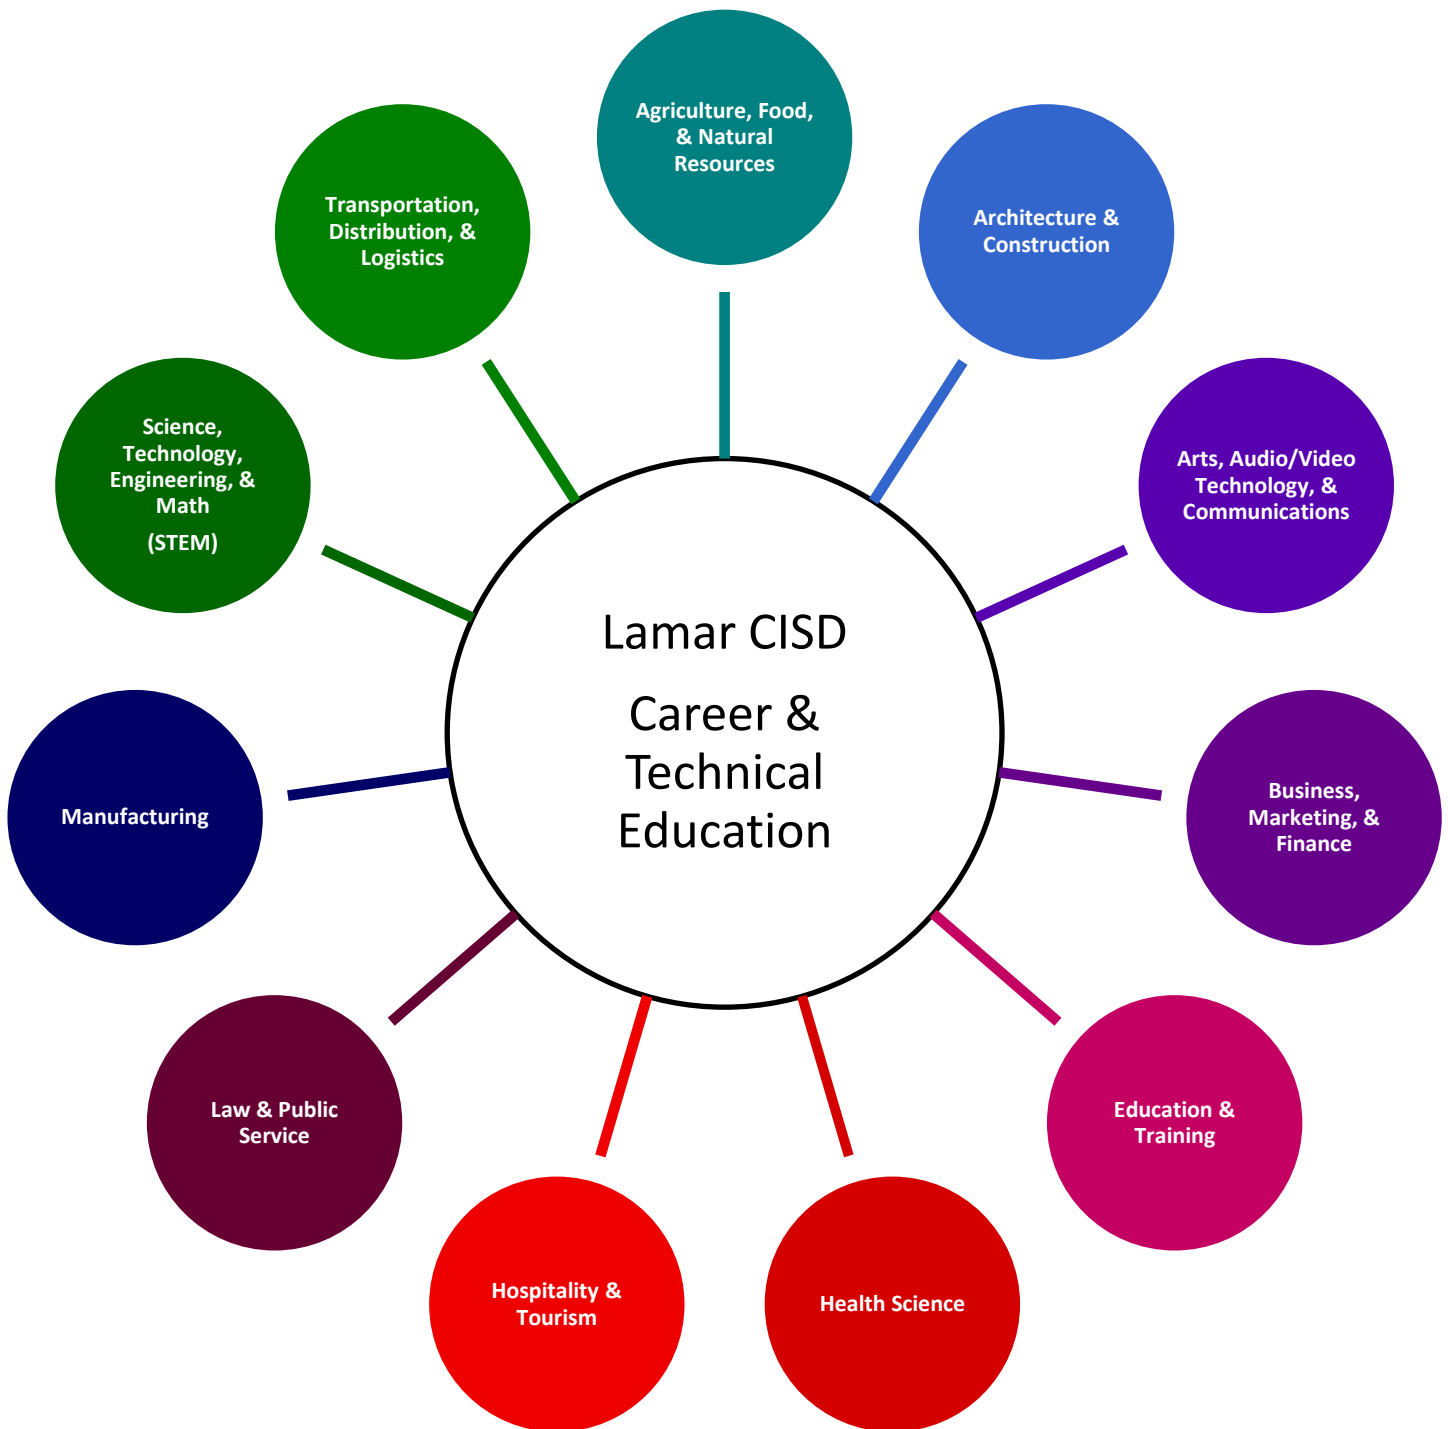 Agriculture, Food,
& Natural
Resources
Architecture &
Construction
Arts, Audio/Video
Technology, &
Communications
Business,
Marketing, &
Finance
Education &
Training
Health Science
Hospitality &
Tourism
Law & Public
Service
Manufacturing
Science,
Technology,
Engineering, &
Math
(STEM)
Transportation,
Distribution, &
Logistics
Lamar CISD
Career &
Technical
Education